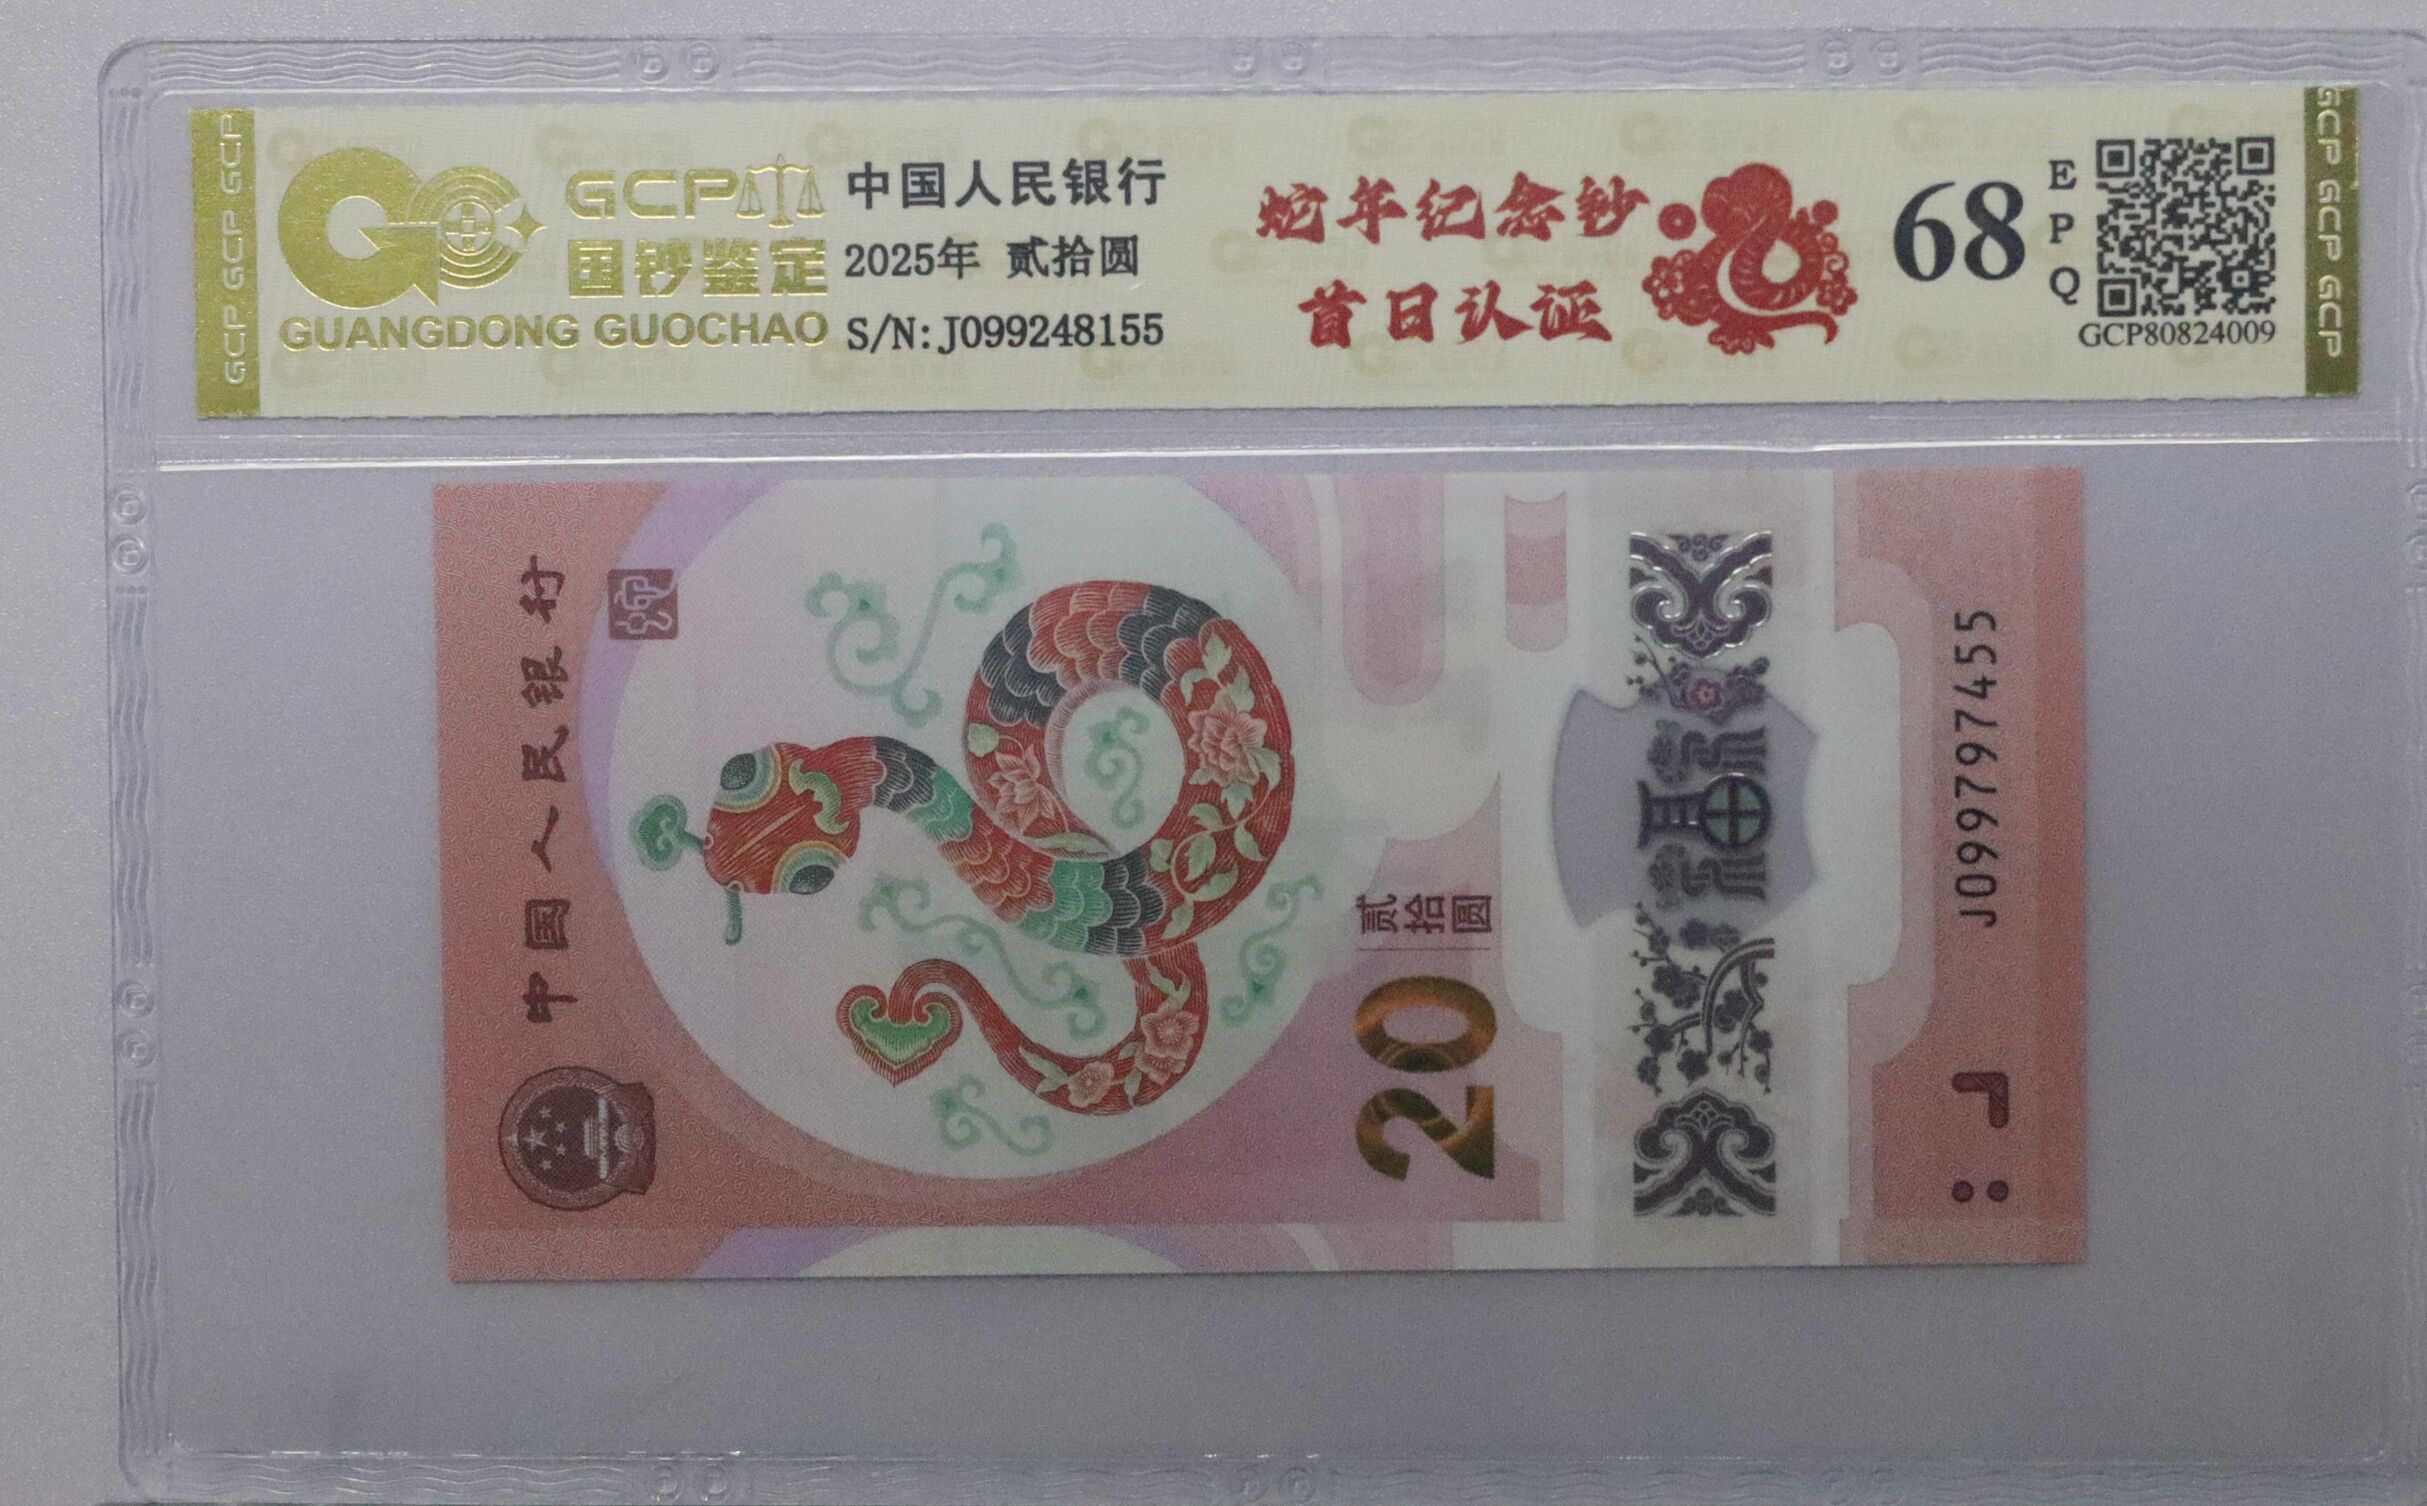 GCP GCP GCP
GCP
国钞鉴定
GUANGDONG GUOCHAO
中国人民银行
2025年 贰拾圆
S/N:J099248155
蛇年纪念钞
首日认证
68
EPQ
GCP80824009
GCP GCP GCP
中国人民银行
20
贰拾圆
福
J099797455